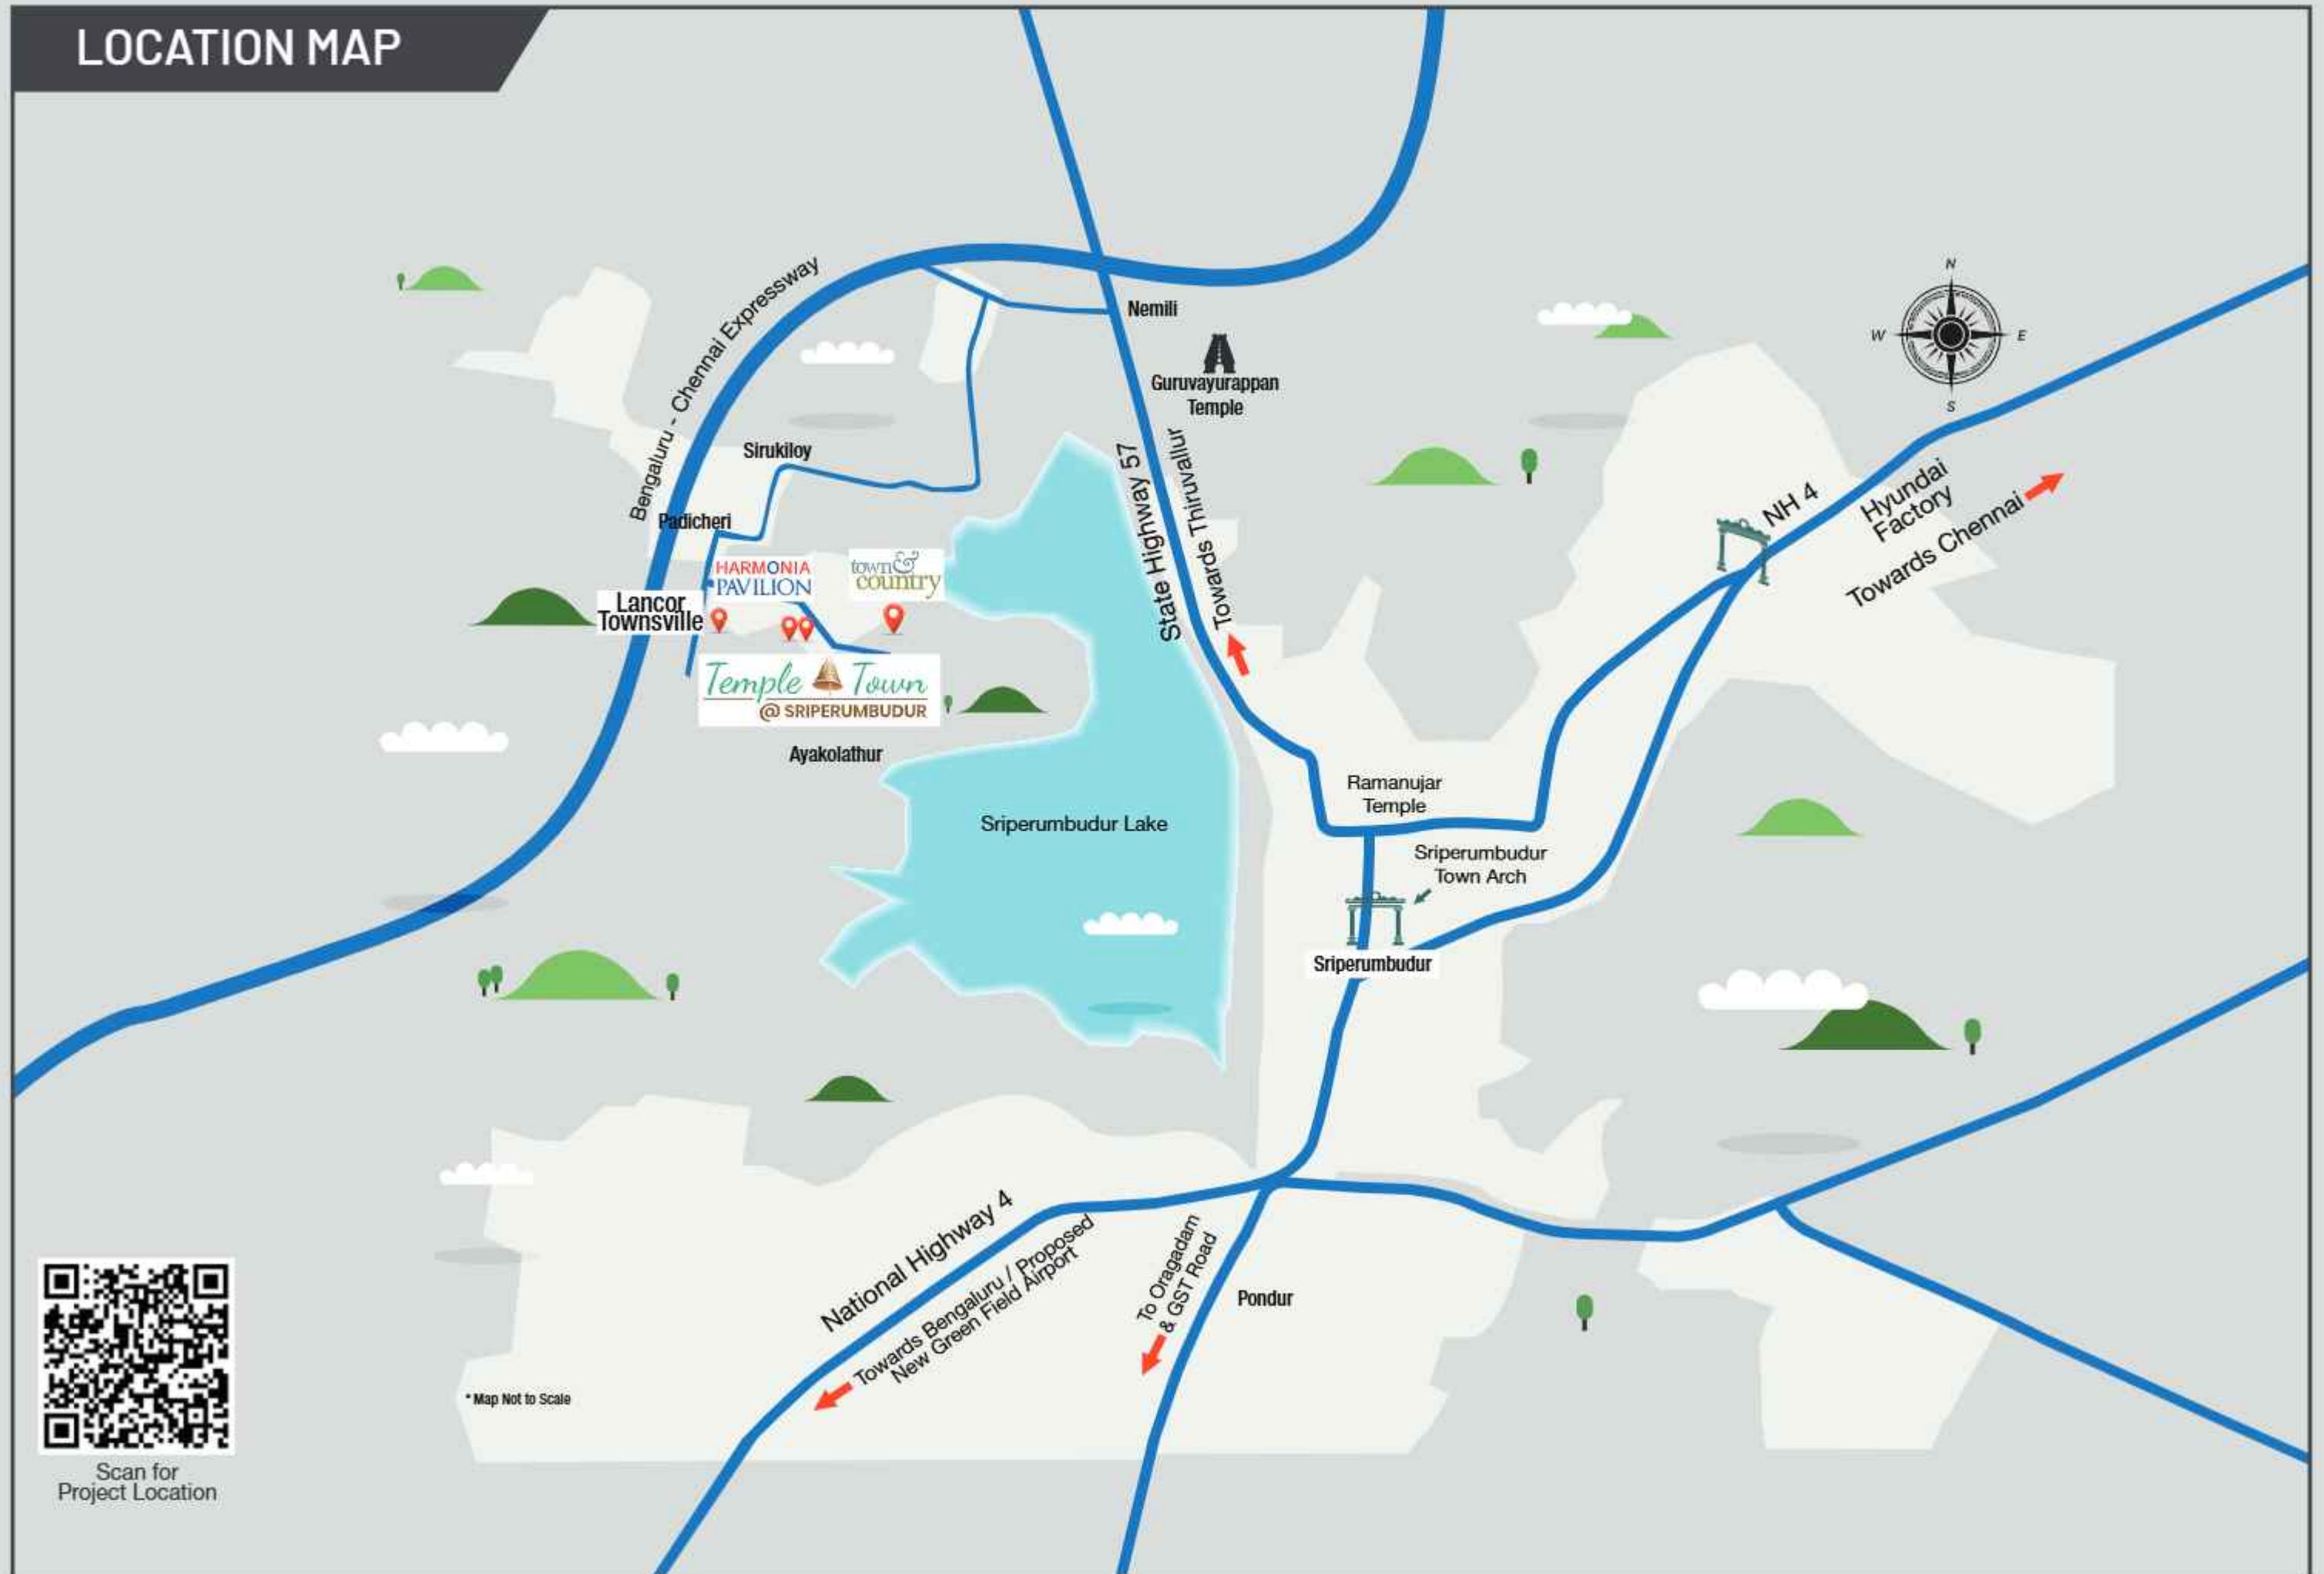 LOCATION MAP
Bengaluru - Chennai Expressway
Nemili
Guruvayurappan
Temple
N
W
E
S
Sirukiloy
Padicheri
State Highway 57
Towards Thiruvallur
NH 4
Hyundai
Factory
Towards Chennai
HARMONIA
PAVILION
town &
country
Lancor
Townsville
Temple Town
@ SRIPERUMBUDUR
Ayakolathur
Sriperumbudur Lake
Ramanujar
Temple
Sriperumbudur
Town Arch
Sriperumbudur
National Highway 4
Towards Bengaluru / Proposed
New Green Field Airport
To Oragadam
& GST Road
Pondur
* Map Not to Scale
Scan for
Project Location